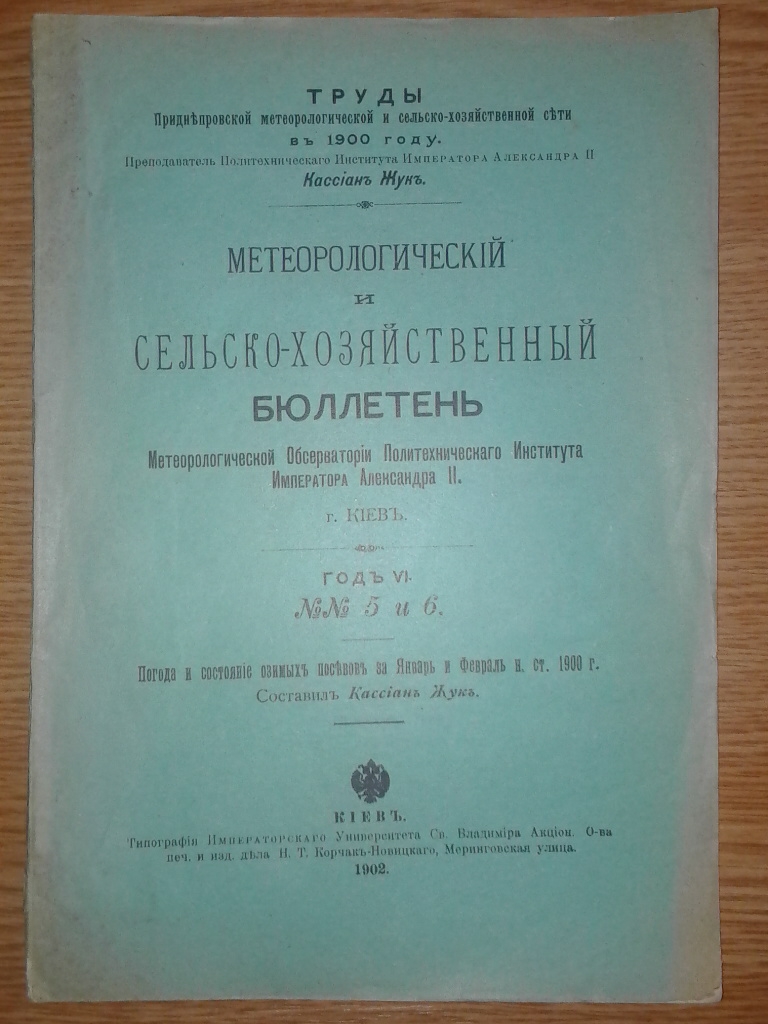 ТРУДЫ
Приднѣпровской метеорологической и сельско-хозяйственной сѣти
въ 1900 году.
Преподаватель Политехническаго Института ИМПЕРАТОРА АЛЕКСАНДРА II
Кассіанъ Жукъ.
МЕТЕОРОЛОГИЧЕСКІЙ
и
СЕЛЬСКО-ХОЗЯЙСТВЕННЫЙ
БЮЛЛЕТЕНЬ
Метеорологической Обсерваторіи Политехническаго Института
ИМПЕРАТОРА Александра II.
г. КІЕВЪ.
ГОДЪ VI.
№№ 5 и 6.
Погода и состояніе озимыхъ посѣвовъ за Январь и Февраль н. ст. 1900 г.
Составилъ Кассіанъ Жукъ.
КІЕВЪ.
Типографія ИМПЕРАТОРСКАГО Университета Св. Владиміра Акціон. О-ва
печ. и изд. дѣла Н. Т. Корчакъ-Новицкаго, Меринговская улица.
1902.